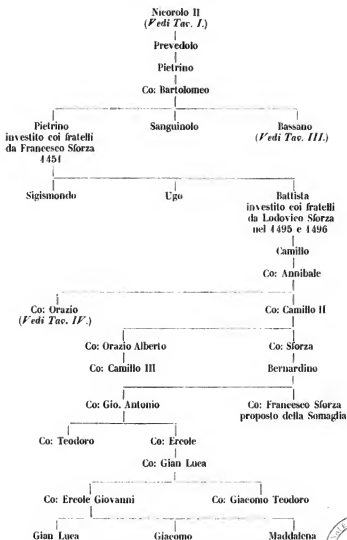 Nicorolo II
(Vedi Tav. I.)
Prevedolo
Pietrino
Co: Bartolomeo
Pietrino
investito coi fratelli
da Francesco Sforza
1451
Sanguinolo
Bassano
(Vedi Tav. III.)
Sigismondo
Ugo
Battista
investito coi fratelli
da Lodovico Sforza
nel 1495 e 1496
Camillo
Co: Annibale
Co: Orazio
(Vedi Tav. IV.)
Co: Camillo II
Co: Orazio Alberto
Co: Sforza
Co: Camillo III
Bernardino
Co: Gio. Antonio
Co: Francesco Sforza
proposto della Somaglia
Co: Teodoro
Co: Ercole
Co: Gian Luca
Co: Ercole Giovanni
Co: Giacomo Teodoro
Gian Luca
Giacomo
Maddalena